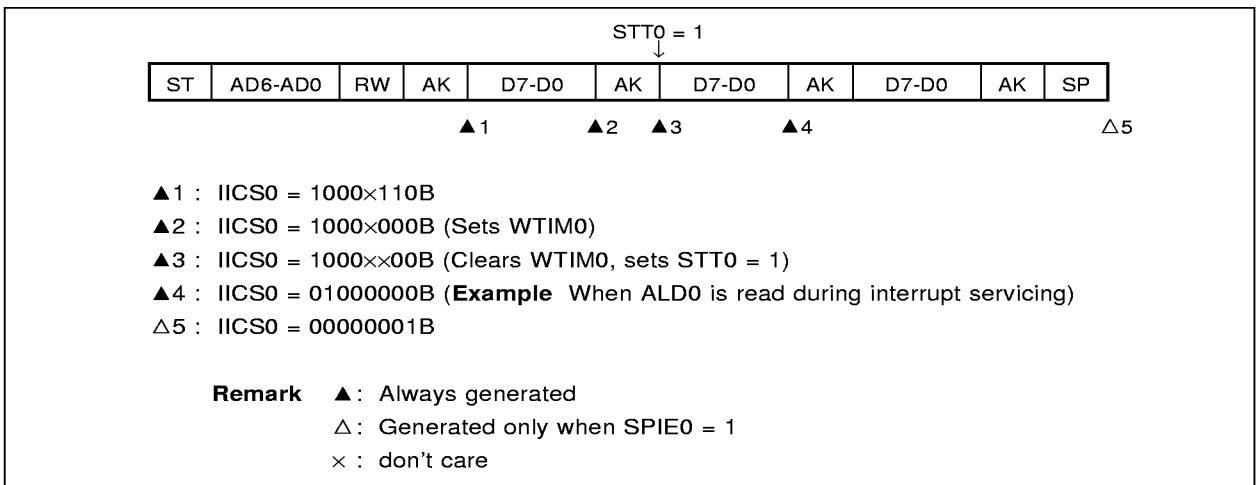 STT0 = 1
↓
ST AD6-AD0 RW AK D7-D0 AK D7-D0 AK D7-D0 AK SP
▲1 ▲2 ▲3 ▲4 △5
▲1 : IICS0 = 1000×110B
▲2 : IICS0 = 1000×000B (Sets WTIM0)
▲3 : IICS0 = 1000××00B (Clears WTIM0, sets STT0 = 1)
▲4 : IICS0 = 01000000B (Example When ALD0 is read during interrupt servicing)
△5 : IICS0 = 00000001B
Remark ▲ : Always generated
△ : Generated only when SPIE0 = 1
× : don't care